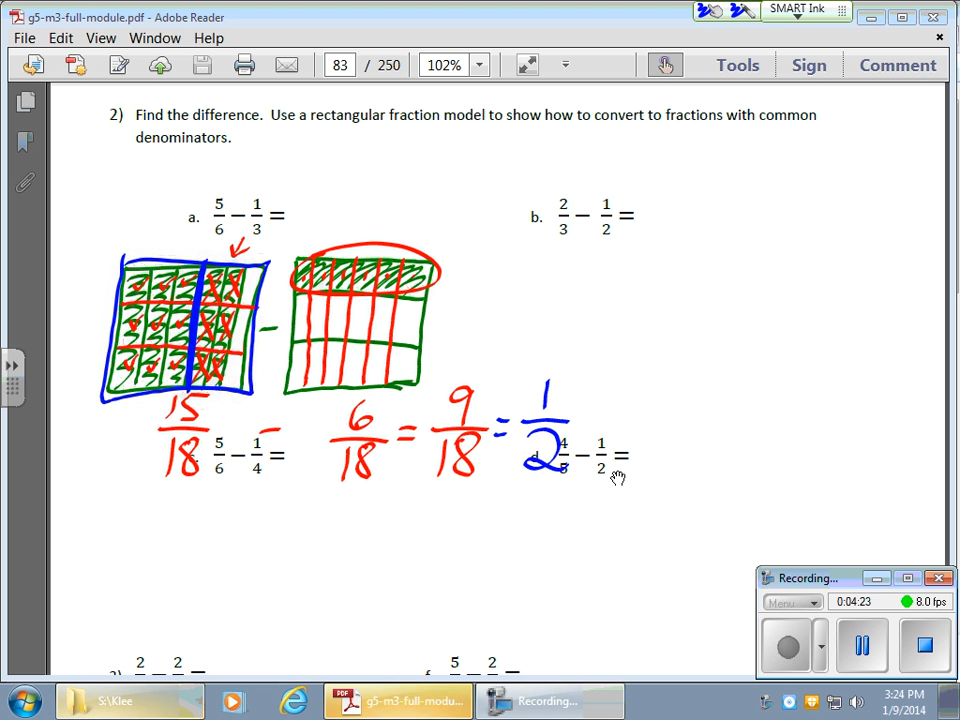 g5-m3-full-module.pdf - Adobe Reader
SMART Ink
File Edit View Window Help
83 / 250 102% Tools Sign Comment
2) Find the difference. Use a rectangular fraction model to show how to convert to fractions with common
denominators.
a. 5/6 − 1/3 =
b. 2/3 − 1/2 =
−
15/18 − 6/18 = 9/18 = 1/2
5/6 − 1/4 =
d. 4/5 − 1/2 =
Recording...
Menu 0:04:23 8.0 fps
2 2
f. 5 2
S:\Klee g5-m3-full-modu... Recording... 3:24 PM
1/9/2014